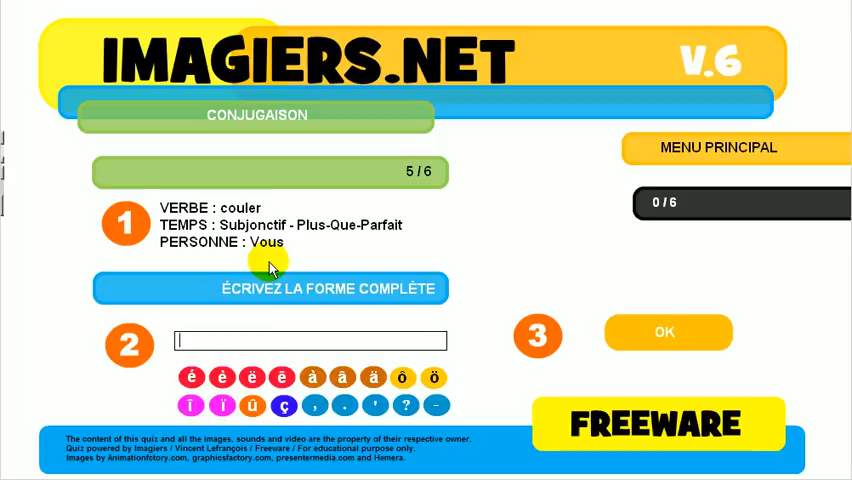 IMAGIERS.NET
V.6
CONJUGAISON
MENU PRINCIPAL
5 / 6
0 / 6
1
VERBE : couler
TEMPS : Subjonctif - Plus-Que-Parfait
PERSONNE : Vous
ÉCRIVEZ LA FORME COMPLÈTE
2
3
OK
é è ë ê à â ä ô ö
î ï û ç , . ' ? -
FREEWARE
The content of this quiz and all the images, sounds and video are the property of their respective owner.
Quiz powered by Imagiers / Vincent Lefrançois / Freeware / For educational purpose only.
Images by Animationfctory.com, graphicsfactory.com, presentermedia.com and Hemera.